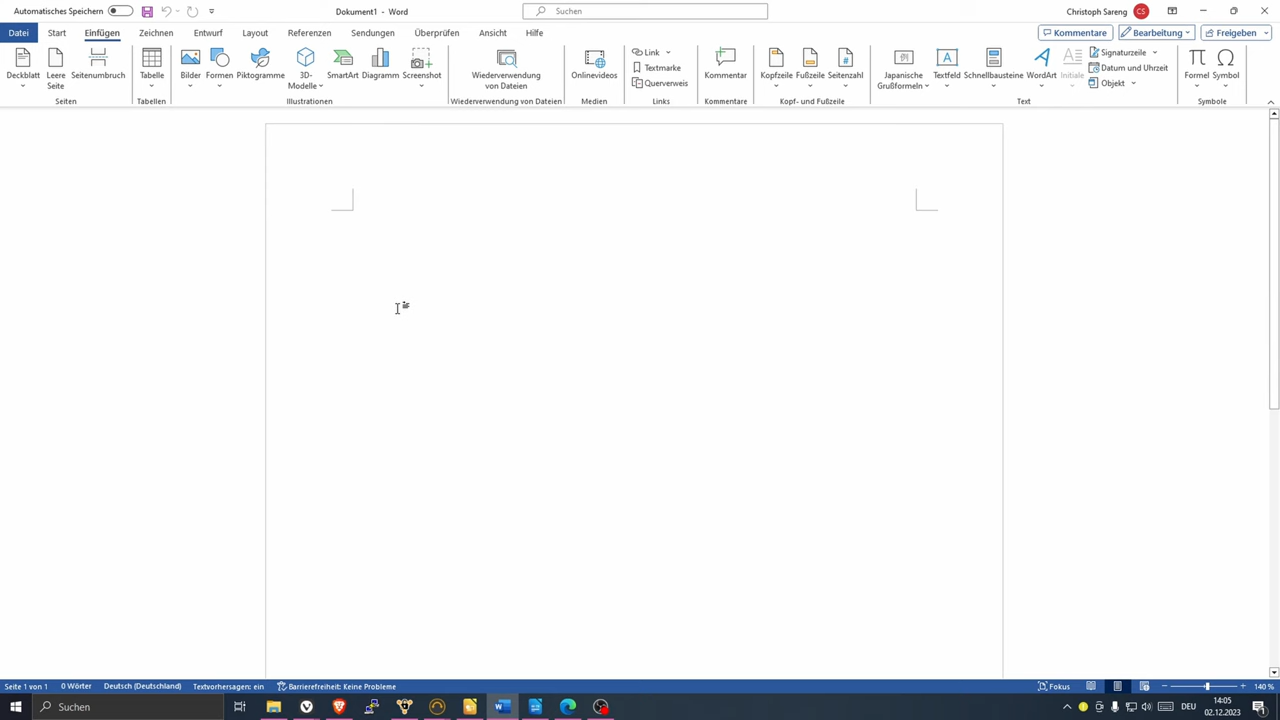 Automatisches Speichern
Dokument1 - Word
Suchen
Christoph Sareng
CS
Datei Start Einfügen Zeichnen Entwurf Layout Referenzen Sendungen Überprüfen Ansicht Hilfe
Kommentare Bearbeitung Freigeben
Deckblatt
Leere Seite
Seitenumbruch
Seiten
Tabelle
Tabellen
Bilder
Formen
Piktogramme
3D-Modelle
SmartArt
Diagramm
Screenshot
Illustrationen
Wiederverwendung von Dateien
Wiederverwendung von Dateien
Onlinevideos
Medien
Link
Textmarke
Querverweis
Links
Kommentar
Kommentare
Kopfzeile
Fußzeile
Seitenzahl
Kopf- und Fußzeile
Japanische Grußformeln
Textfeld
Schnellbausteine
WordArt
Initiale
Signaturzeile
Datum und Uhrzeit
Objekt
Text
Formel
Symbol
Symbole
Seite 1 von 1
0 Wörter
Deutsch (Deutschland)
Textvorhersagen: ein
Barrierefreiheit: Keine Probleme
Fokus
140 %
Suchen
DEU
14:05
02.12.2023